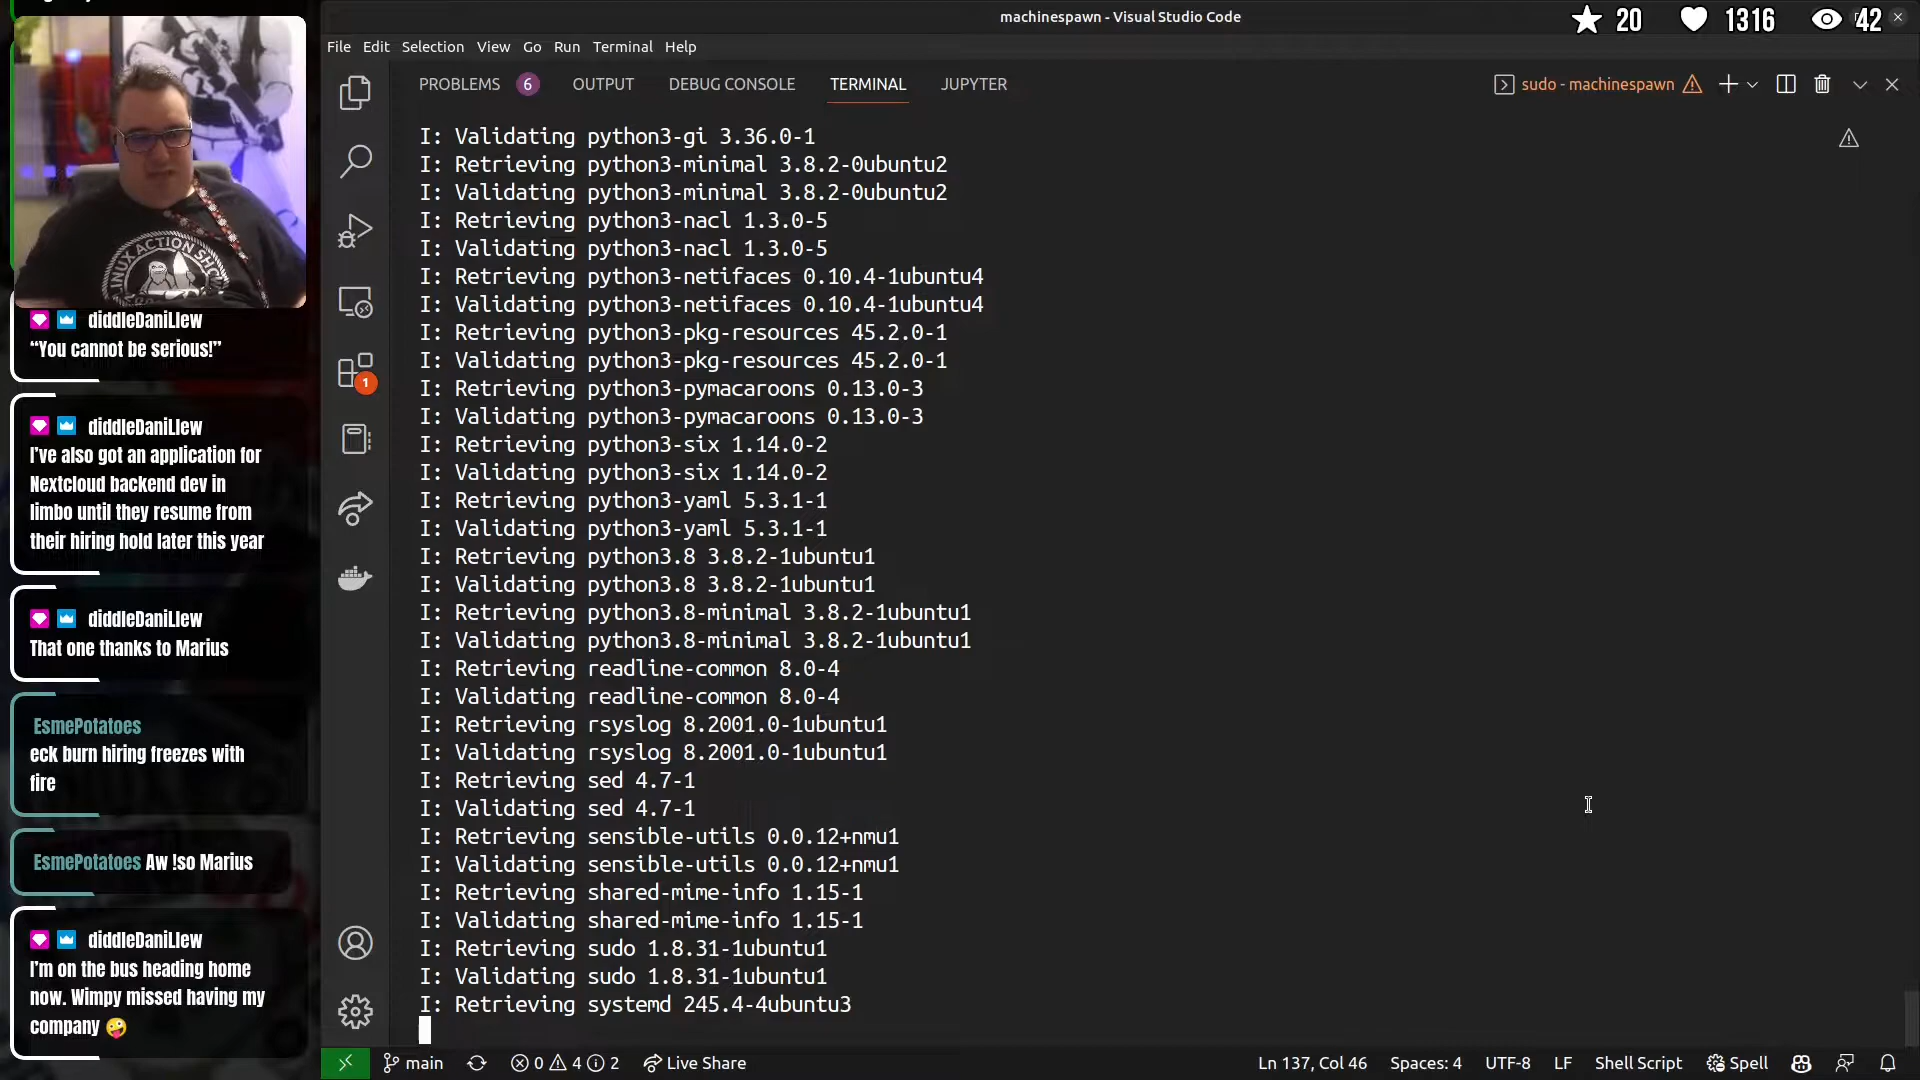 machinespawn - Visual Studio Code
20
1316
42
File Edit Selection View Go Run Terminal Help
PROBLEMS 6 OUTPUT DEBUG CONSOLE TERMINAL JUPYTER
sudo - machinespawn
I: Validating python3-gi 3.36.0-1
I: Retrieving python3-minimal 3.8.2-0ubuntu2
I: Validating python3-minimal 3.8.2-0ubuntu2
I: Retrieving python3-nacl 1.3.0-5
I: Validating python3-nacl 1.3.0-5
I: Retrieving python3-netifaces 0.10.4-1ubuntu4
I: Validating python3-netifaces 0.10.4-1ubuntu4
I: Retrieving python3-pkg-resources 45.2.0-1
I: Validating python3-pkg-resources 45.2.0-1
I: Retrieving python3-pymacaroons 0.13.0-3
I: Validating python3-pymacaroons 0.13.0-3
I: Retrieving python3-six 1.14.0-2
I: Validating python3-six 1.14.0-2
I: Retrieving python3-yaml 5.3.1-1
I: Validating python3-yaml 5.3.1-1
I: Retrieving python3.8 3.8.2-1ubuntu1
I: Validating python3.8 3.8.2-1ubuntu1
I: Retrieving python3.8-minimal 3.8.2-1ubuntu1
I: Validating python3.8-minimal 3.8.2-1ubuntu1
I: Retrieving readline-common 8.0-4
I: Validating readline-common 8.0-4
I: Retrieving rsyslog 8.2001.0-1ubuntu1
I: Validating rsyslog 8.2001.0-1ubuntu1
I: Retrieving sed 4.7-1
I: Validating sed 4.7-1
I: Retrieving sensible-utils 0.0.12+nmu1
I: Validating sensible-utils 0.0.12+nmu1
I: Retrieving shared-mime-info 1.15-1
I: Validating shared-mime-info 1.15-1
I: Retrieving sudo 1.8.31-1ubuntu1
I: Validating sudo 1.8.31-1ubuntu1
I: Retrieving systemd 245.4-4ubuntu3
1
main 0 4 2 Live Share
Ln 137, Col 46 Spaces: 4 UTF-8 LF Shell Script Spell
LINUX ACTION SHOW
diddleDaniLlew
“You cannot be serious!”
diddleDaniLlew
I’ve also got an application for
Nextcloud backend dev in
limbo until they resume from
their hiring hold later this year
diddleDaniLlew
That one thanks to Marius
EsmePotatoes
eck burn hiring freezes with
fire
EsmePotatoes Aw !so Marius
diddleDaniLlew
I’m on the bus heading home
now. Wimpy missed having my
company 🤪